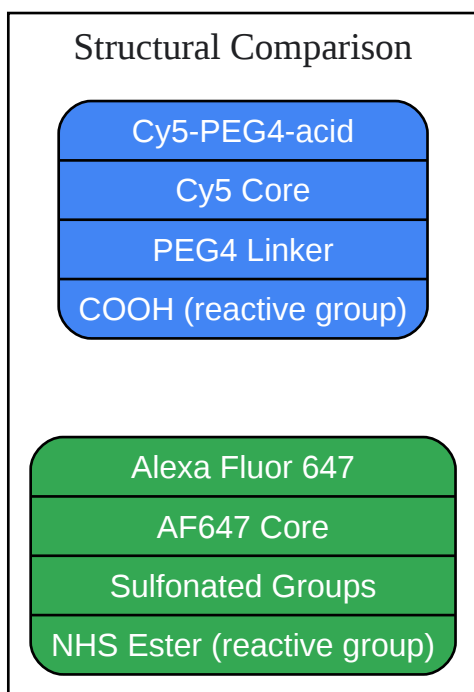 Structural Comparison
Cy5-PEG4-acid
Cy5 Core
PEG4 Linker
COOH (reactive group)
Alexa Fluor 647
AF647 Core
Sulfonated Groups
NHS Ester (reactive group)